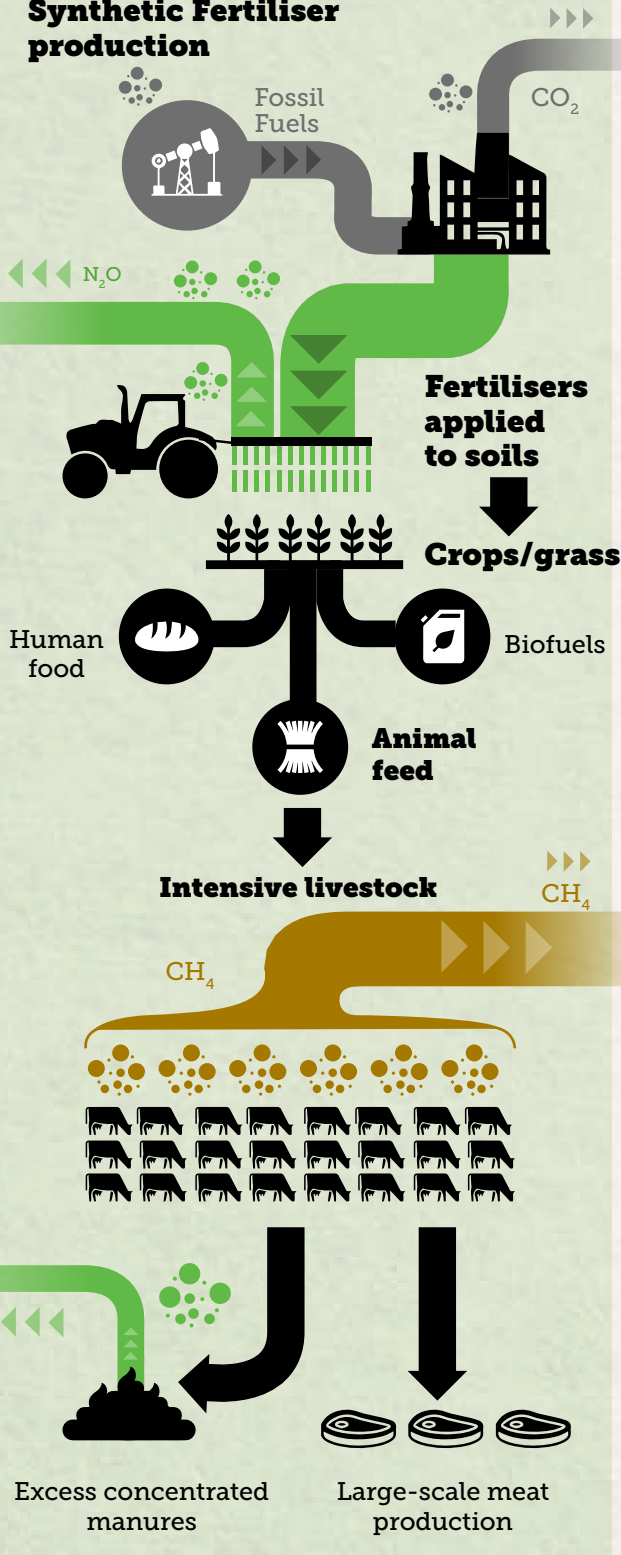 Synthetic Fertiliser
production
Fossil
Fuels
CO₂
N₂O
Fertilisers
applied
to soils
Crops/grass
Human
food
Biofuels
Animal
feed
Intensive livestock
CH₄
CH₄
Excess concentrated
manures
Large-scale meat
production